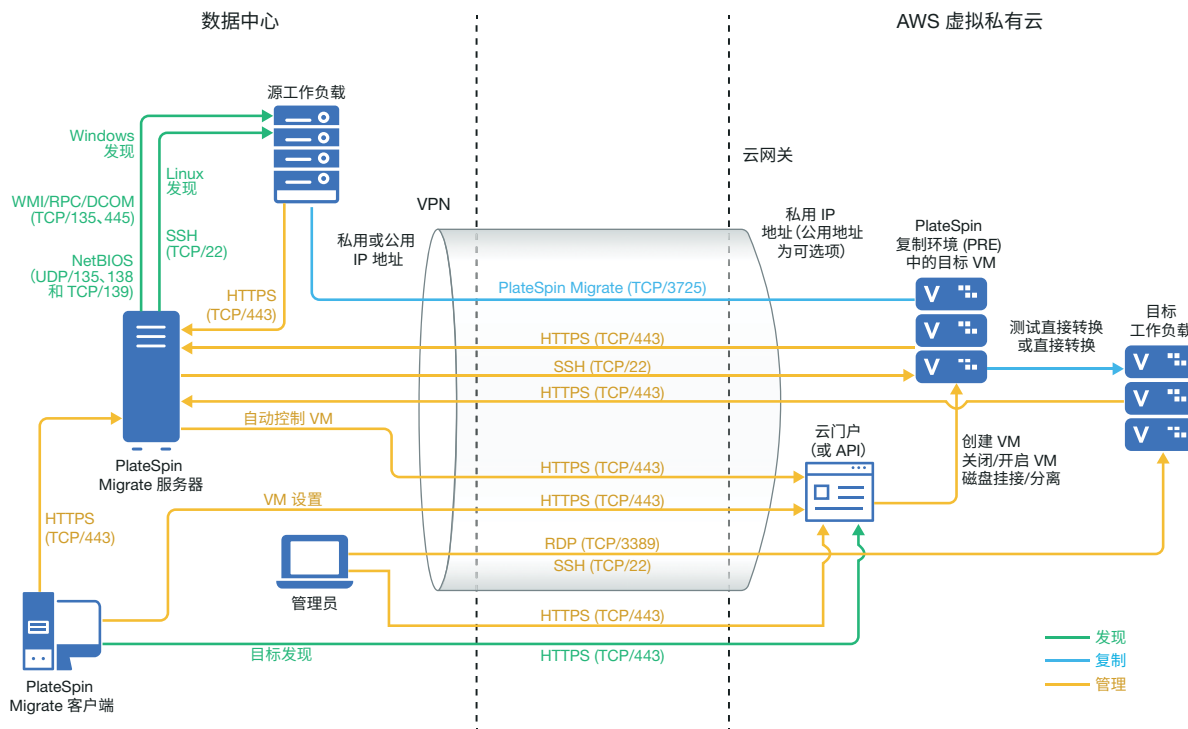 数据中心
AWS 虚拟私有云
源工作负载
Windows
发现
Linux
发现
云网关
WMI/RPC/DCOM
(TCP/135、445)
SSH
(TCP/22)
NetBIOS
(UDP/135、138
和 TCP/139)
VPN
私用或公用
IP 地址
私用 IP
地址（公用地址
为可选项）
PlateSpin
复制环境 (PRE)
中的目标 VM
HTTPS
(TCP/443)
PlateSpin Migrate (TCP/3725)
目标
工作负载
测试直接转换
或直接转换
HTTPS (TCP/443)
SSH (TCP/22)
HTTPS (TCP/443)
自动控制 VM
云门户
（或 API）
创建 VM
关闭/开启 VM
磁盘挂接/分离
PlateSpin
Migrate 服务器
HTTPS (TCP/443)
VM 设置
HTTPS (TCP/443)
HTTPS
(TCP/443)
RDP (TCP/3389)
SSH (TCP/22)
管理员
HTTPS (TCP/443)
目标发现
HTTPS (TCP/443)
PlateSpin
Migrate 客户端
发现
复制
管理
V
V
V
V
V
V